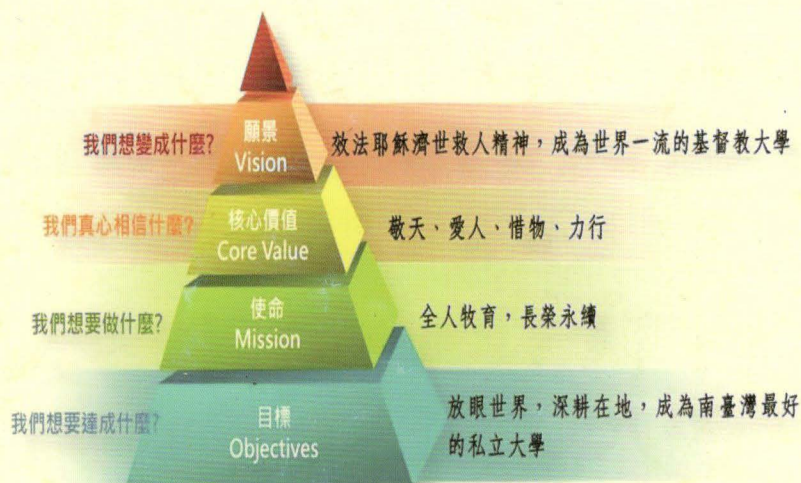 我們想變成什麼?
願景
Vision
效法耶穌濟世救人精神，成為世界一流的基督教大學
我們真心相信什麼?
核心價值
Core Value
敬天、愛人、惜物、力行
我們想要做什麼?
使命
Mission
全人牧育，長榮永續
我們想要達成什麼?
目標
Objectives
放眼世界，深耕在地，成為南臺灣最好
的私立大學